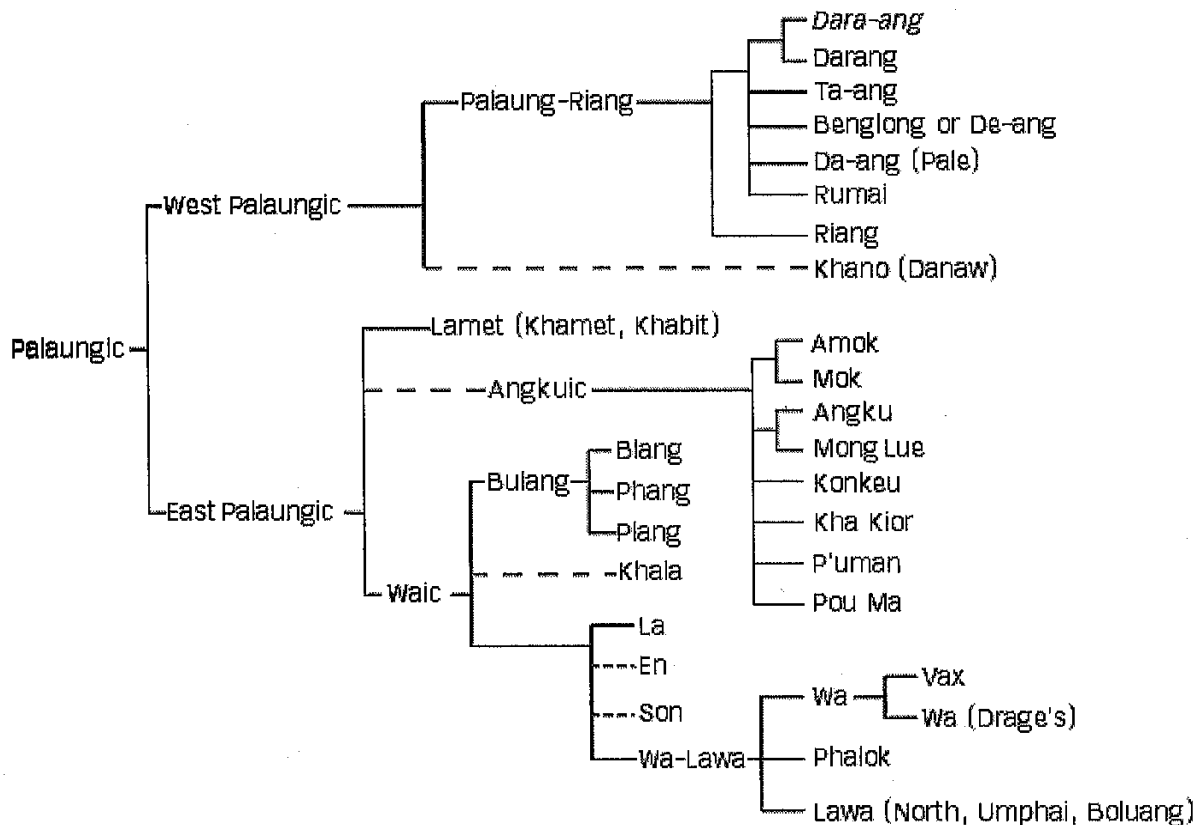 Dara-ang
Darang
Ta-ang
Palaung-Riang
Benglong or De-ang
Da-ang (Pale)
Rumai
West Palaungic
Riang
Khano (Danaw)
Lamet (Khamet, Khabit)
Palaungic
Amok
Mok
Angkuic
Angku
Mong Lue
Blang
Bulang
Phang
Konkeu
East Palaungic
Plang
Kha Kior
Khala
P'uman
Waic
Pou Ma
La
En
Vax
Wa
Son
Wa (Drage's)
Wa-Lawa
Phalok
Lawa (North, Umphai, Boluang)